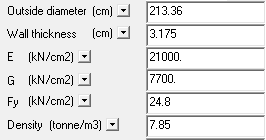 Outside diameter (cm) 213.36
Wall thickness (cm) 3.175
E (kN/cm2) 21000.
G (kN/cm2) 7700.
Fy (kN/cm2) 24.8
Density (tonne/m3) 7.85